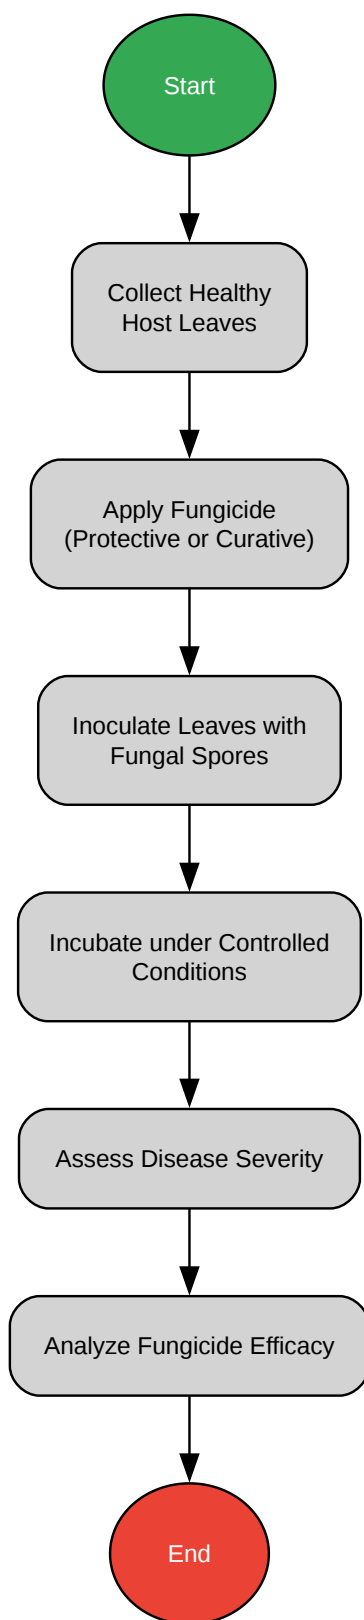 Start
Collect Healthy
Host Leaves
Apply Fungicide
(Protective or Curative)
Inoculate Leaves with
Fungal Spores
Incubate under Controlled
Conditions
Assess Disease Severity
Analyze Fungicide Efficacy
End